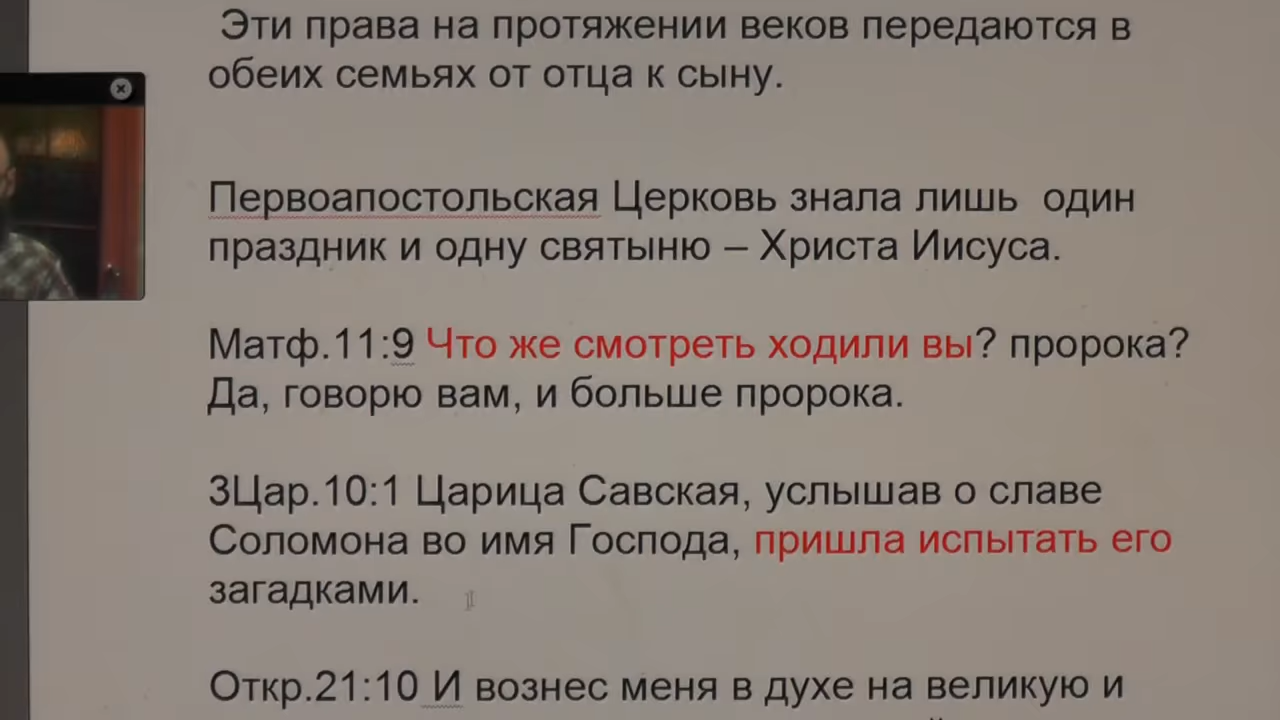 Эти права на протяжении веков передаются в
обеих семьях от отца к сыну.
Первоапостольская Церковь знала лишь один
праздник и одну святыню – Христа Иисуса.
Матф.11:9 Что же смотреть ходили вы? пророка?
Да, говорю вам, и больше пророка.
3Цар.10:1 Царица Савская, услышав о славе
Соломона во имя Господа, пришла испытать его
загадками.
Откр.21:10 И вознес меня в духе на великую и